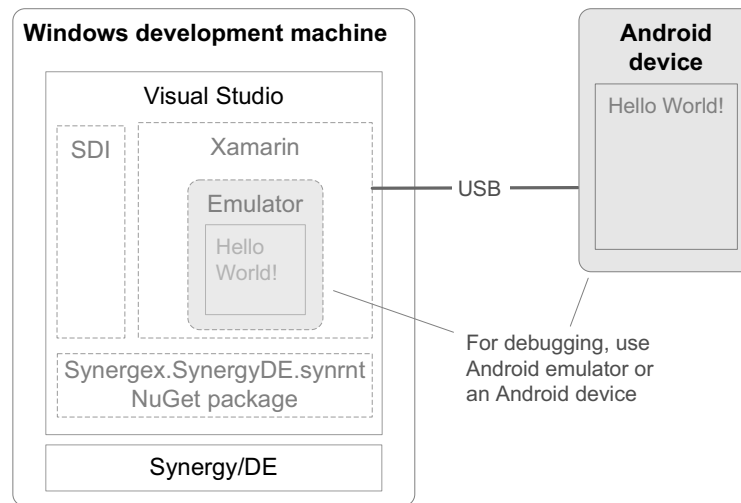 Windows development machine
Visual Studio
SDI
Xamarin
Emulator
Hello
World!
Synergex.SynergyDE.synrnt
NuGet package
Synergy/DE
USB
Android
device
Hello World!
For debugging, use
Android emulator or
an Android device